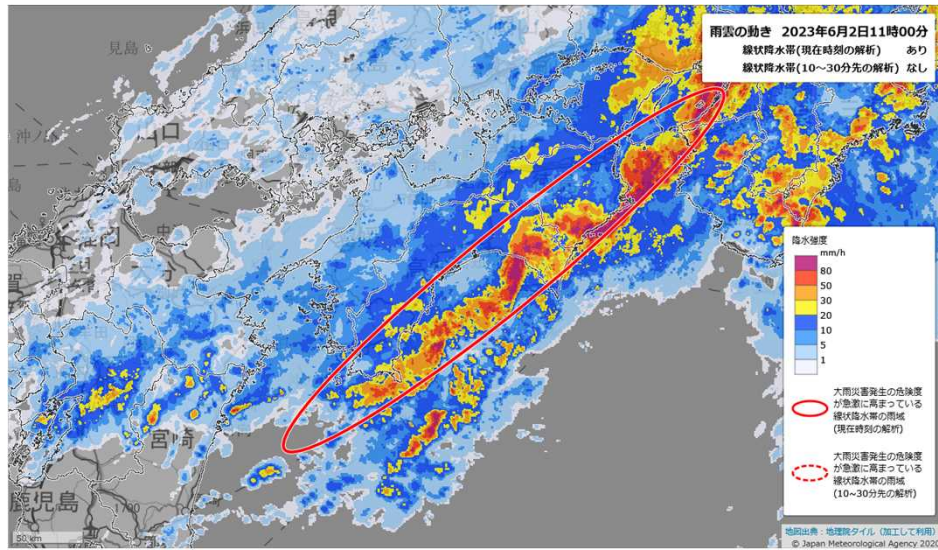 雨雲の動き 2023年6月2日11時00分
線状降水帯(現在時刻の解析) あり
線状降水帯(10~30分先の解析) なし
見島
沖ノ島
山口
宮崎
鹿児島
50 km
降水強度
mm/h
80
50
30
20
10
5
1
大雨災害発生の危険度
が急激に高まっている
線状降水帯の雨域
(現在時刻の解析)
大雨災害発生の危険度
が急激に高まっている
線状降水帯の雨域
(10~30分先の解析)
地図出典:地理院タイル(加工して利用)
© Japan Meteorological Agency 2020